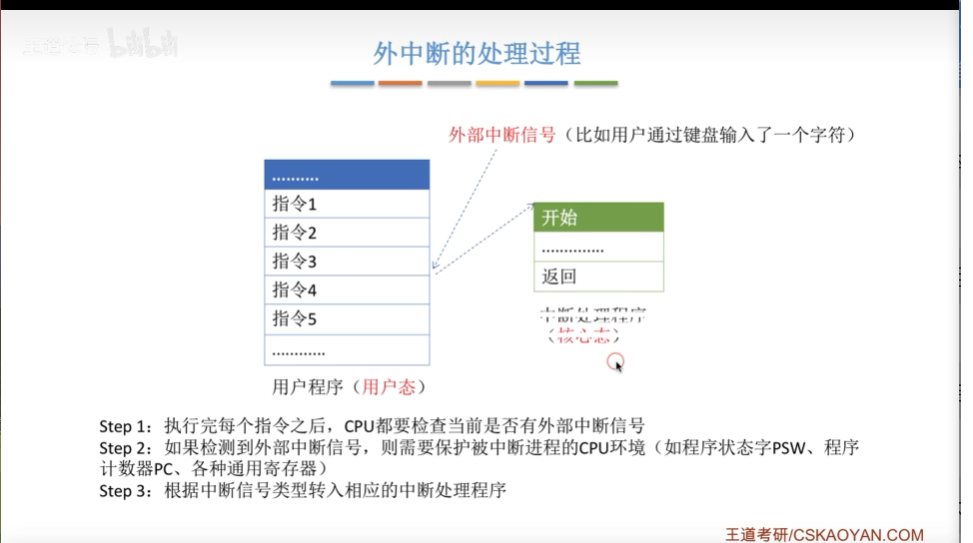 bilibili
外中断的处理过程
外部中断信号（比如用户通过键盘输入了一个字符）
..........
指令1
指令2
指令3
指令4
指令5
............
开始
..............
返回
中断处理程序
（核心态）
用户程序（用户态）
Step 1：执行完每个指令之后，CPU都要检查当前是否有外部中断信号
Step 2：如果检测到外部中断信号，则需要保护被中断进程的CPU环境（如程序状态字PSW、程序
计数器PC、各种通用寄存器）
Step 3：根据中断信号类型转入相应的中断处理程序
王道考研/CSKAOYAN.COM